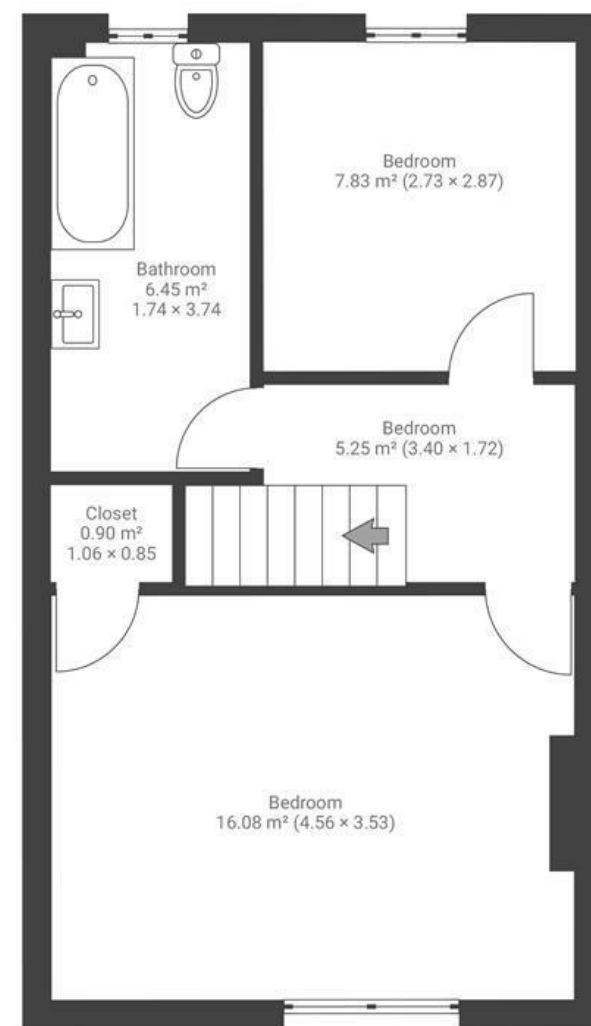 Bedroom
7.83 m² (2.73 × 2.87)
Bathroom
6.45 m²
1.74 × 3.74
Bedroom
5.25 m² (3.40 × 1.72)
Closet
0.90 m²
1.06 × 0.85
Bedroom
16.08 m² (4.56 × 3.53)